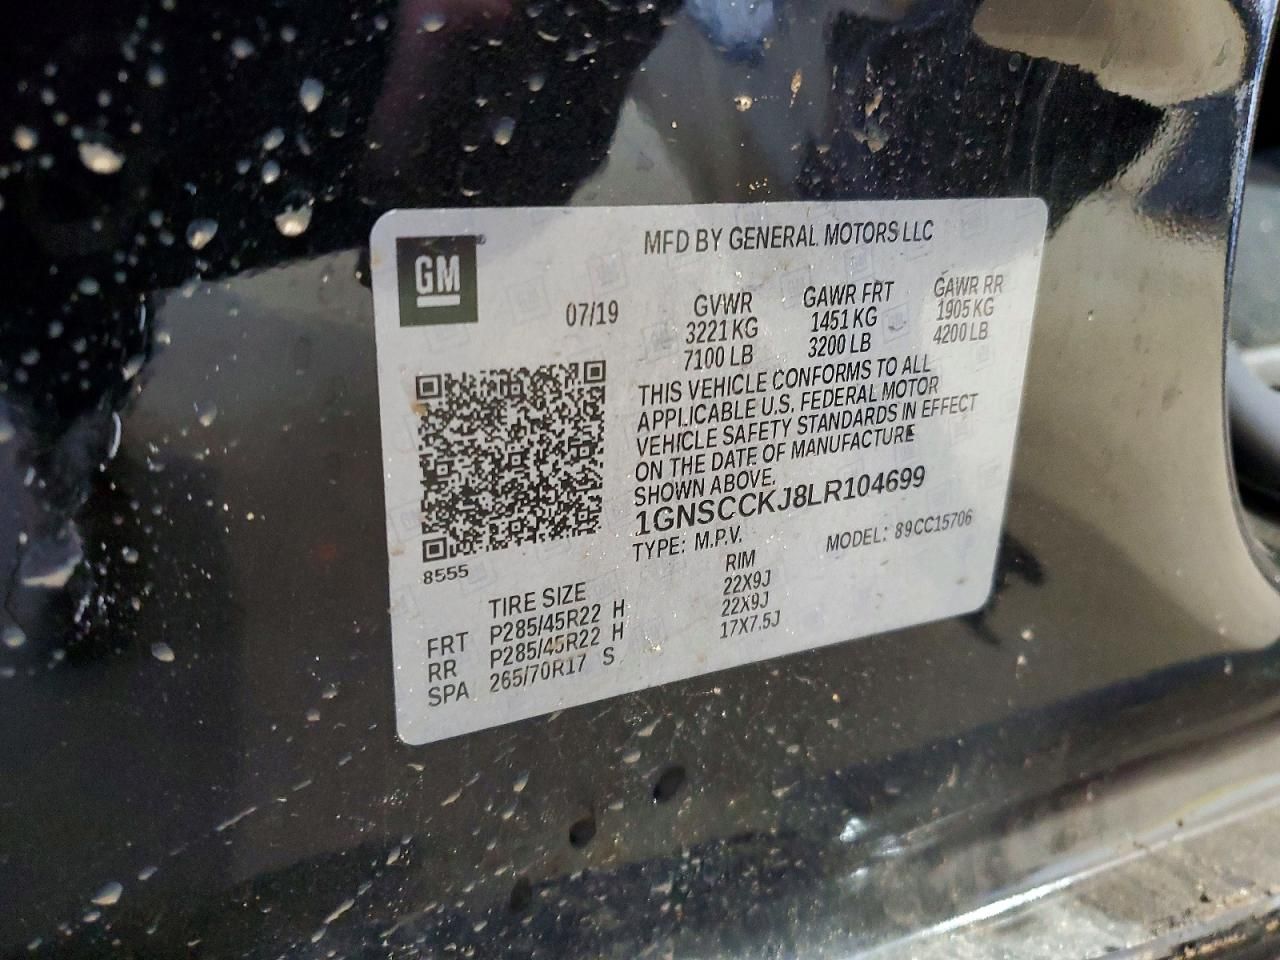 GM
MFD BY GENERAL MOTORS LLC
07/19
GVWR
3221 KG
7100 LB
GAWR FRT
1451 KG
3200 LB
GAWR RR
1905 KG
4200 LB
THIS VEHICLE CONFORMS TO ALL
APPLICABLE U.S. FEDERAL MOTOR
VEHICLE SAFETY STANDARDS IN EFFECT
ON THE DATE OF MANUFACTURE
SHOWN ABOVE.
1GNSCCKJ8LR104699
TYPE: M.P.V. MODEL: 89CC15706
8555
TIRE SIZE RIM
FRT P285/45R22 H 22X9J
RR P285/45R22 H 22X9J
SPA 265/70R17 S 17X7.5J